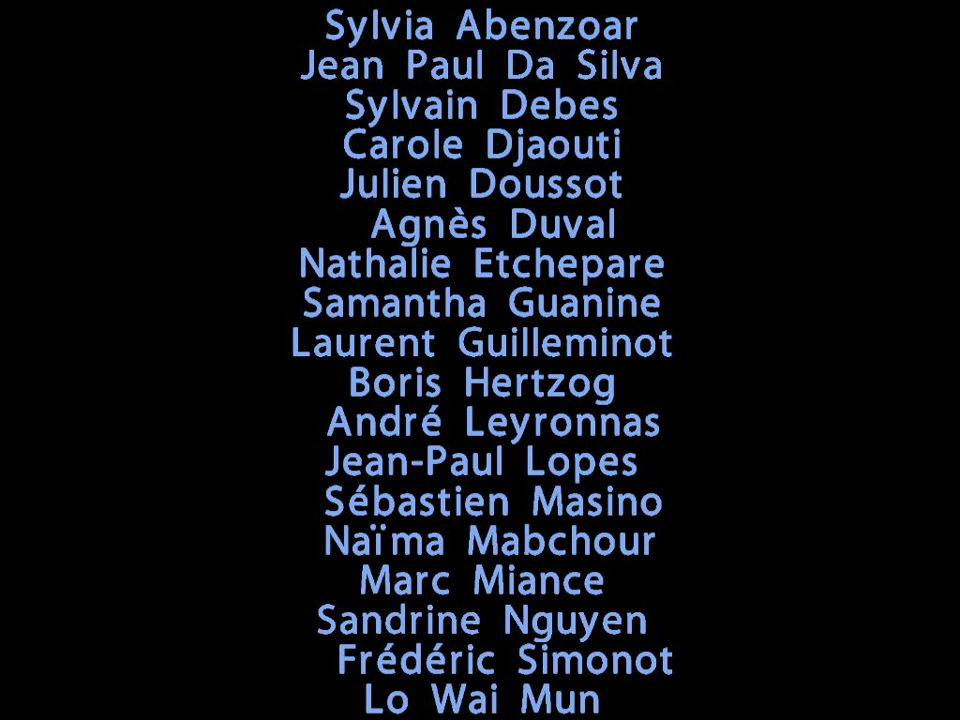 Sylvia Abenzoar
Jean Paul Da Silva
Sylvain Debes
Carole Djaouti
Julien Doussot
Agnès Duval
Nathalie Etchepare
Samantha Guanine
Laurent Guilleminot
Boris Hertzog
André Leyronnas
Jean-Paul Lopes
Sébastien Masino
Naïma Mabchour
Marc Miance
Sandrine Nguyen
Frédéric Simonot
Lo Wai Mun